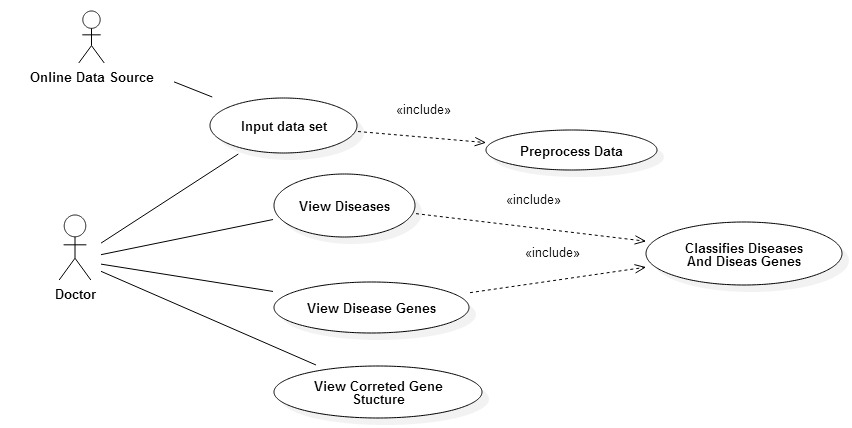 Online Data Source
«include»
Input data set
Preprocess Data
«include»
View Diseases
Classifies Diseases
And Diseas Genes
«include»
Doctor
View Disease Genes
View Correted Gene
Stucture